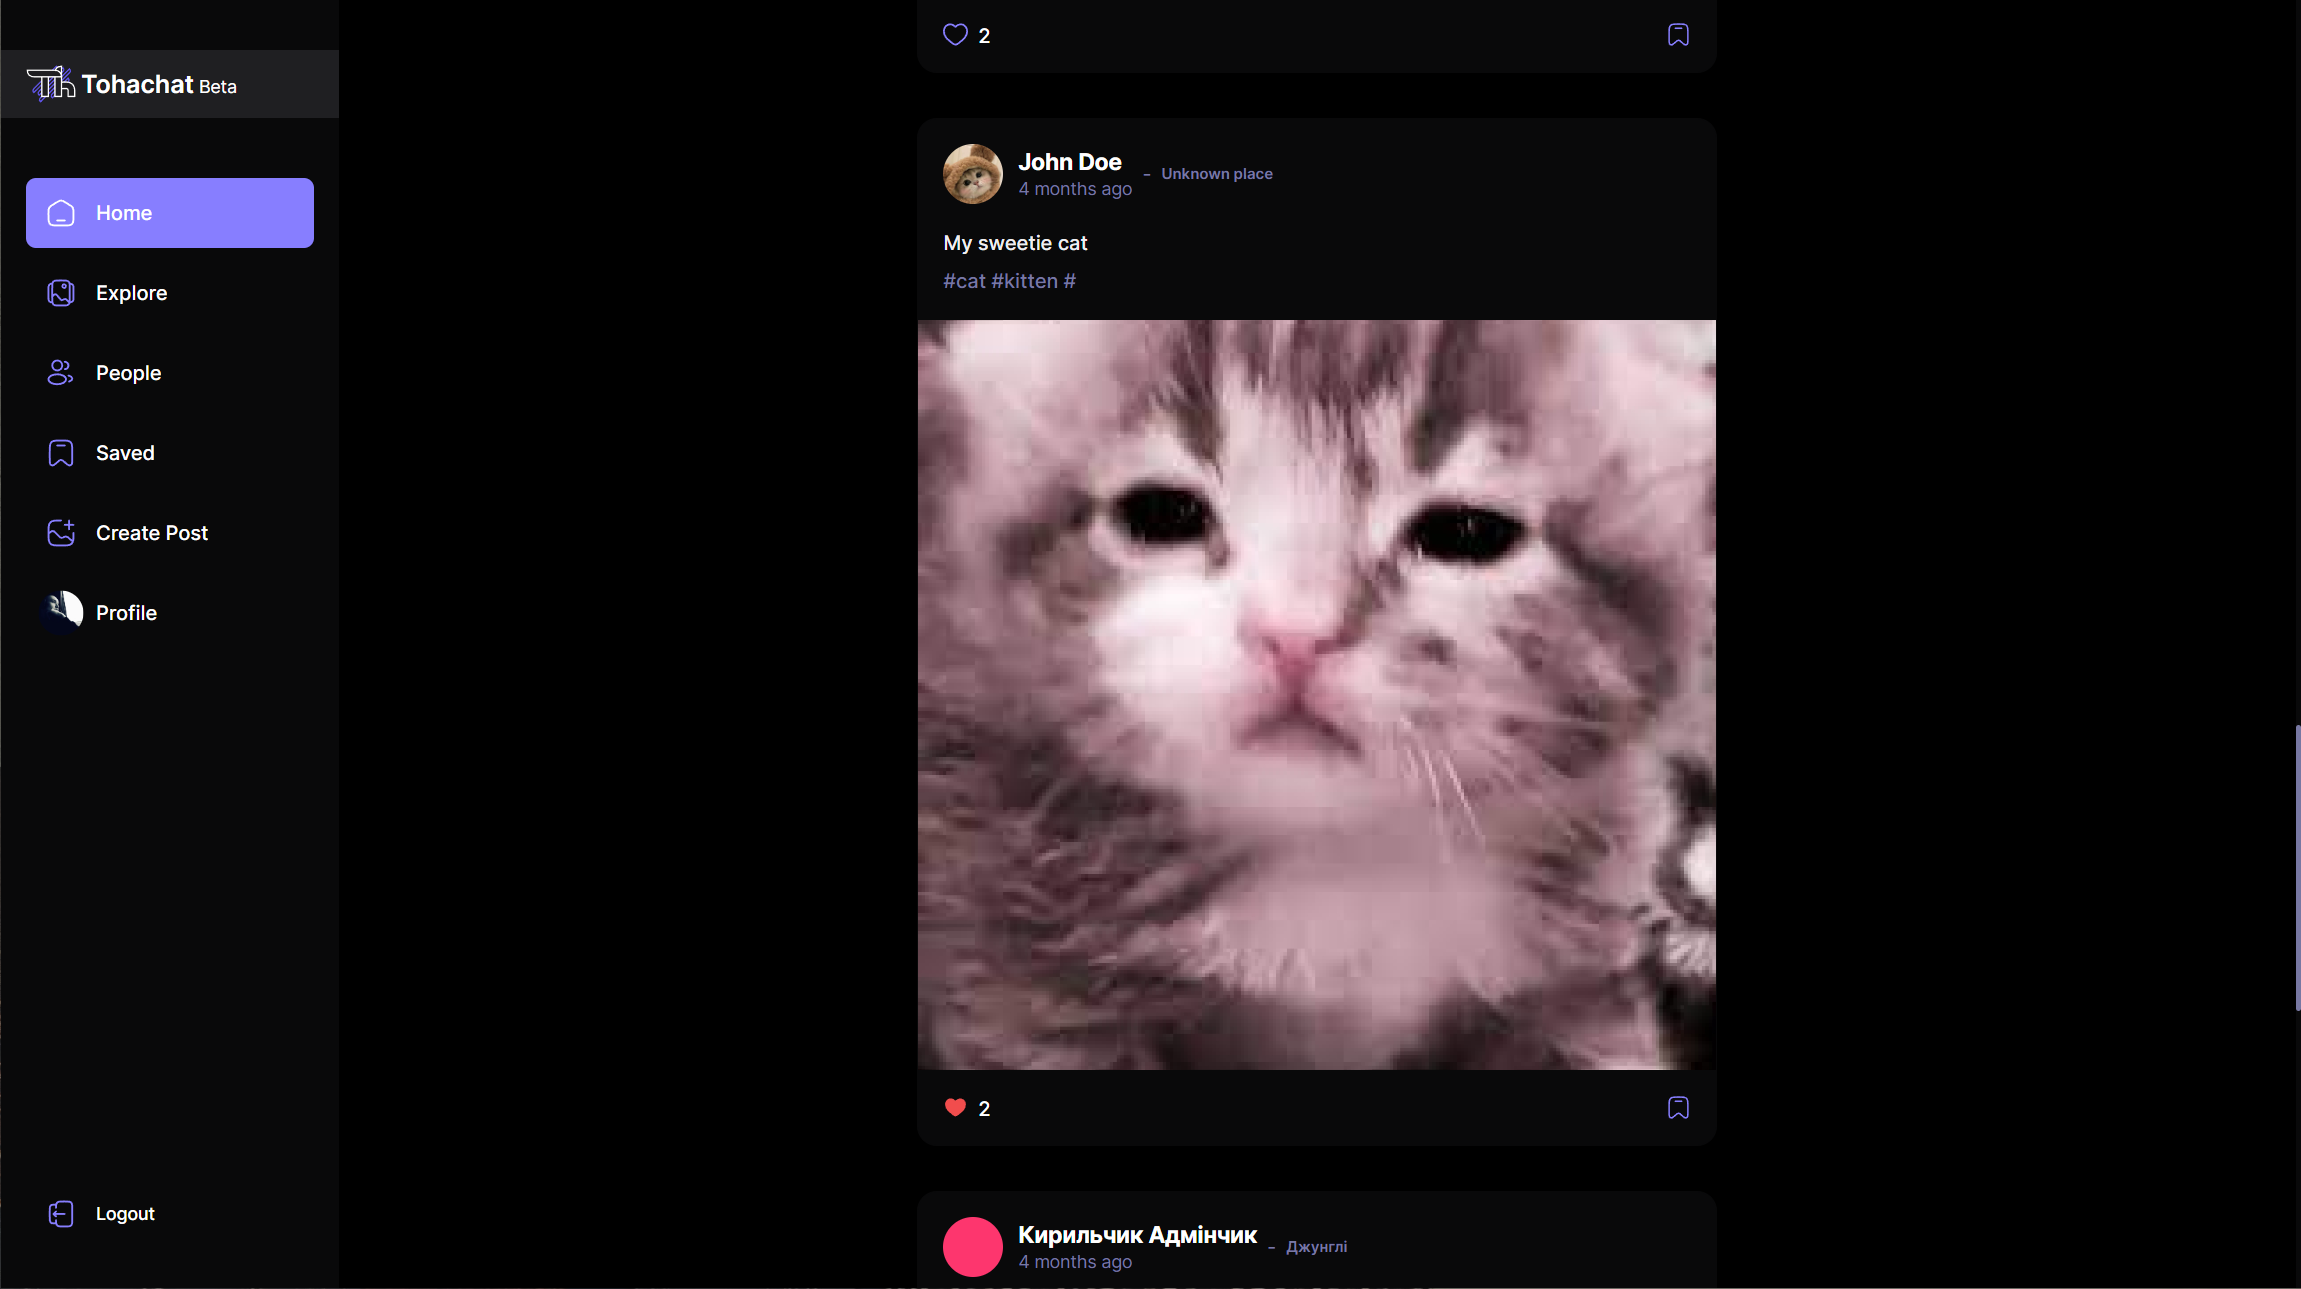 Tohachat Beta
Home
Explore
People
Saved
Create Post
Profile
Logout
2
John Doe
4 months ago
- Unknown place
My sweetie cat
#cat #kitten #
2
Кирильчик Адмінчик
4 months ago
- Джунглі